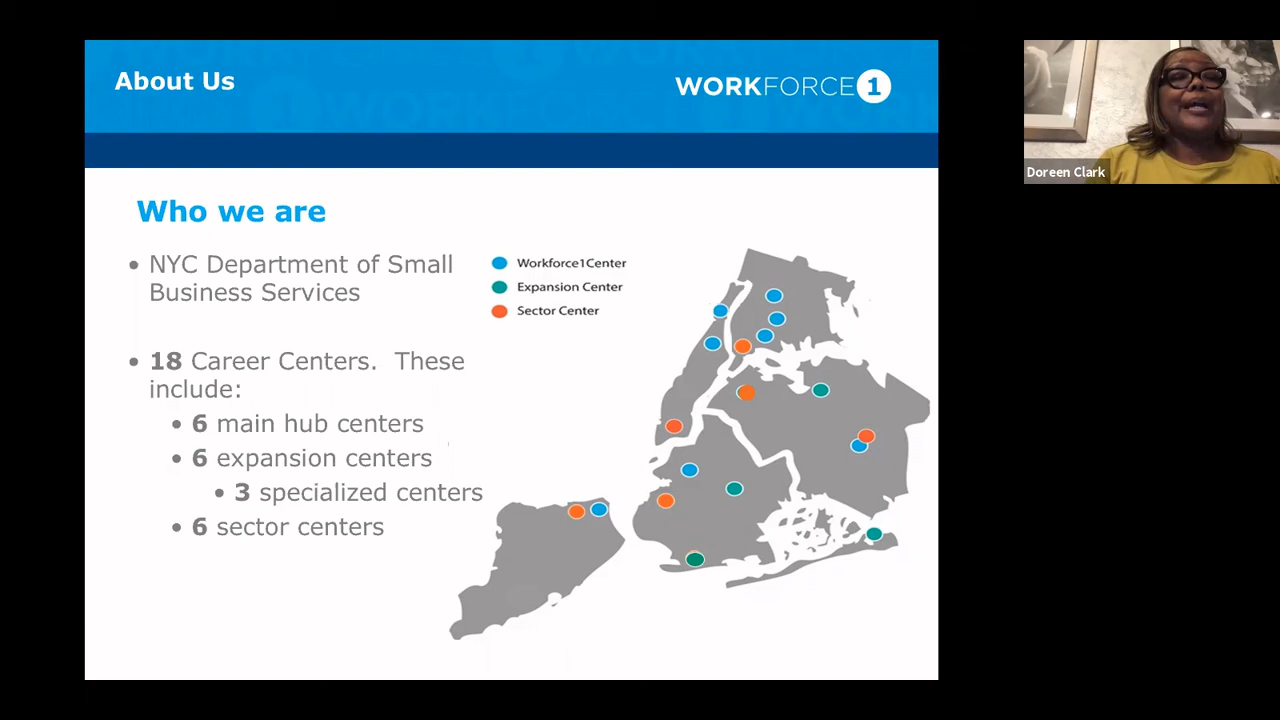 About Us
WORKFORCE 1
Who we are
• NYC Department of Small
Business Services
Workforce1Center
Expansion Center
Sector Center
• 18 Career Centers. These
include:
• 6 main hub centers
• 6 expansion centers
• 3 specialized centers
• 6 sector centers
Doreen Clark